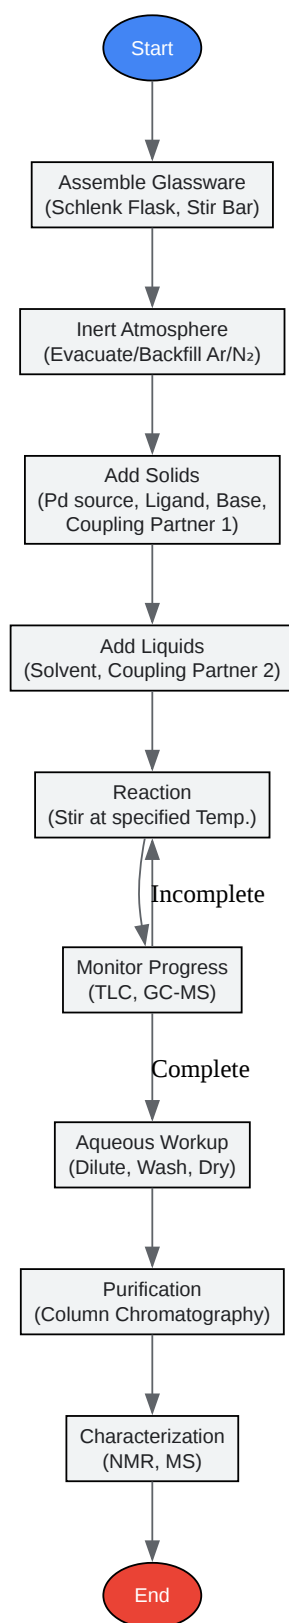 Start
Assemble Glassware
(Schlenk Flask, Stir Bar)
Inert Atmosphere
(Evacuate/Backfill Ar/N₂)
Add Solids
(Pd source, Ligand, Base,
Coupling Partner 1)
Add Liquids
(Solvent, Coupling Partner 2)
Reaction
(Stir at specified Temp.)
Incomplete
Monitor Progress
(TLC, GC-MS)
Complete
Aqueous Workup
(Dilute, Wash, Dry)
Purification
(Column Chromatography)
Characterization
(NMR, MS)
End